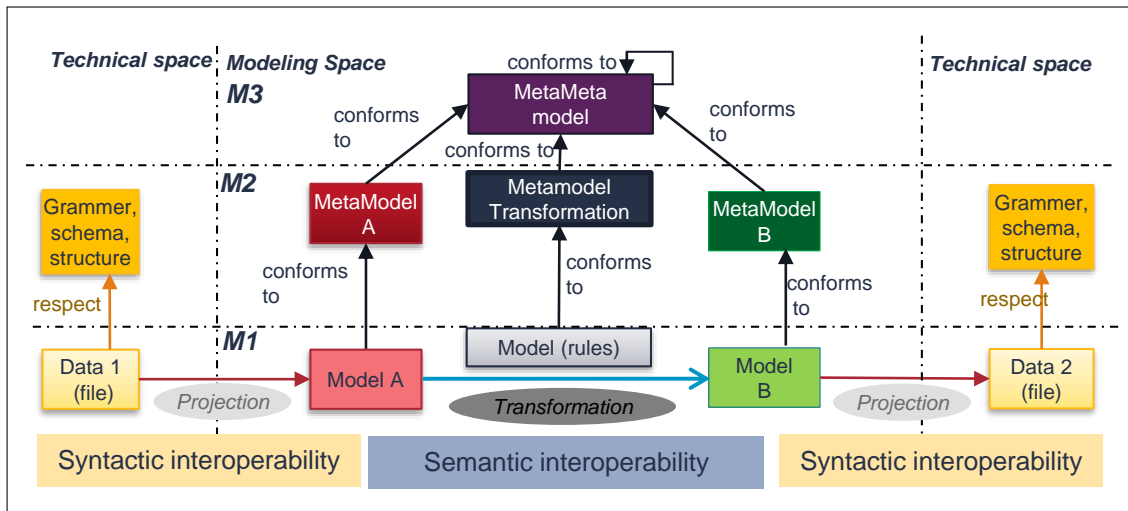 Technical space
Modeling Space
Technical space
M3
conforms to
MetaMeta
model
conforms
to
conforms to
conforms
to
M2
Grammer,
schema,
structure
MetaModel
A
Metamodel
Transformation
MetaModel
B
Grammer,
schema,
structure
respect
conforms
to
conforms
to
conforms
to
respect
M1
Data 1
(file)
Projection
Model A
Model (rules)
Transformation
Model
B
Projection
Data 2
(file)
Syntactic interoperability
Semantic interoperability
Syntactic interoperability